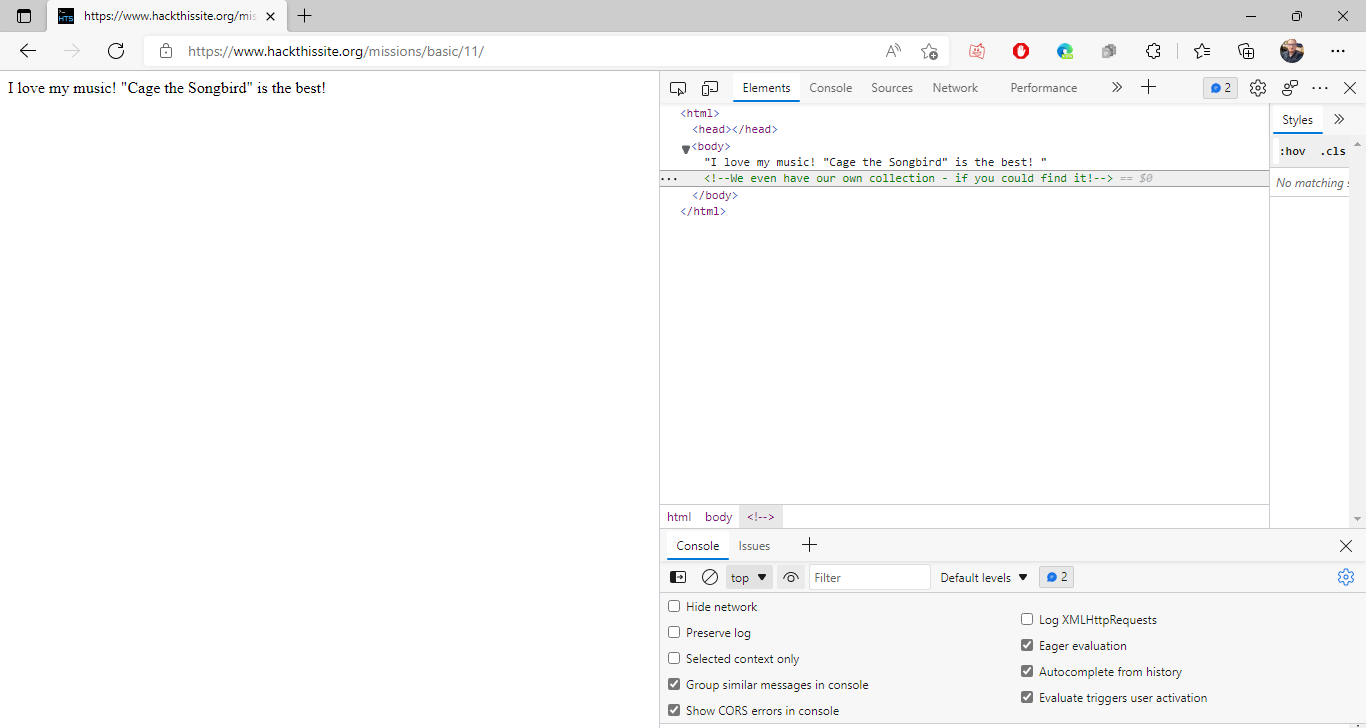 https://www.hackthissite.org/mis
https://www.hackthissite.org/missions/basic/11/
I love my music! "Cage the Songbird" is the best!
Elements Console Sources Network Performance 2
<html>
<head></head>
<body>
"I love my music! "Cage the Songbird" is the best! "
<!--We even have our own collection - if you could find it!--> == $0
</body>
</html>
Styles
:hov .cls
No matching
html body <!-->
Console Issues
top Filter Default levels 2
Hide network
Preserve log
Selected context only
Group similar messages in console
Show CORS errors in console
Log XMLHttpRequests
Eager evaluation
Autocomplete from history
Evaluate triggers user activation